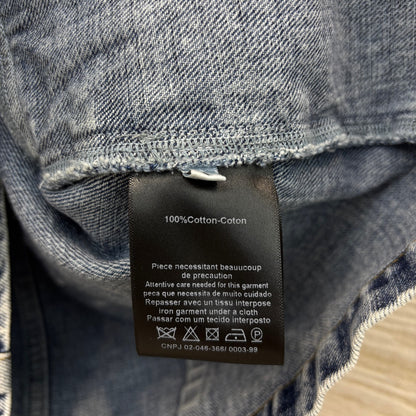 100%Cotton-Coton
Piece necessitant beauucoup
de precaution
Attentive care needed for this garment
peca que necessita de muito cuidado
Repasser avec un tissu interpose
Iron garment under a cloth
Passar com um tecido interposto
P
CNPJ 02-046-366/ 0003-99